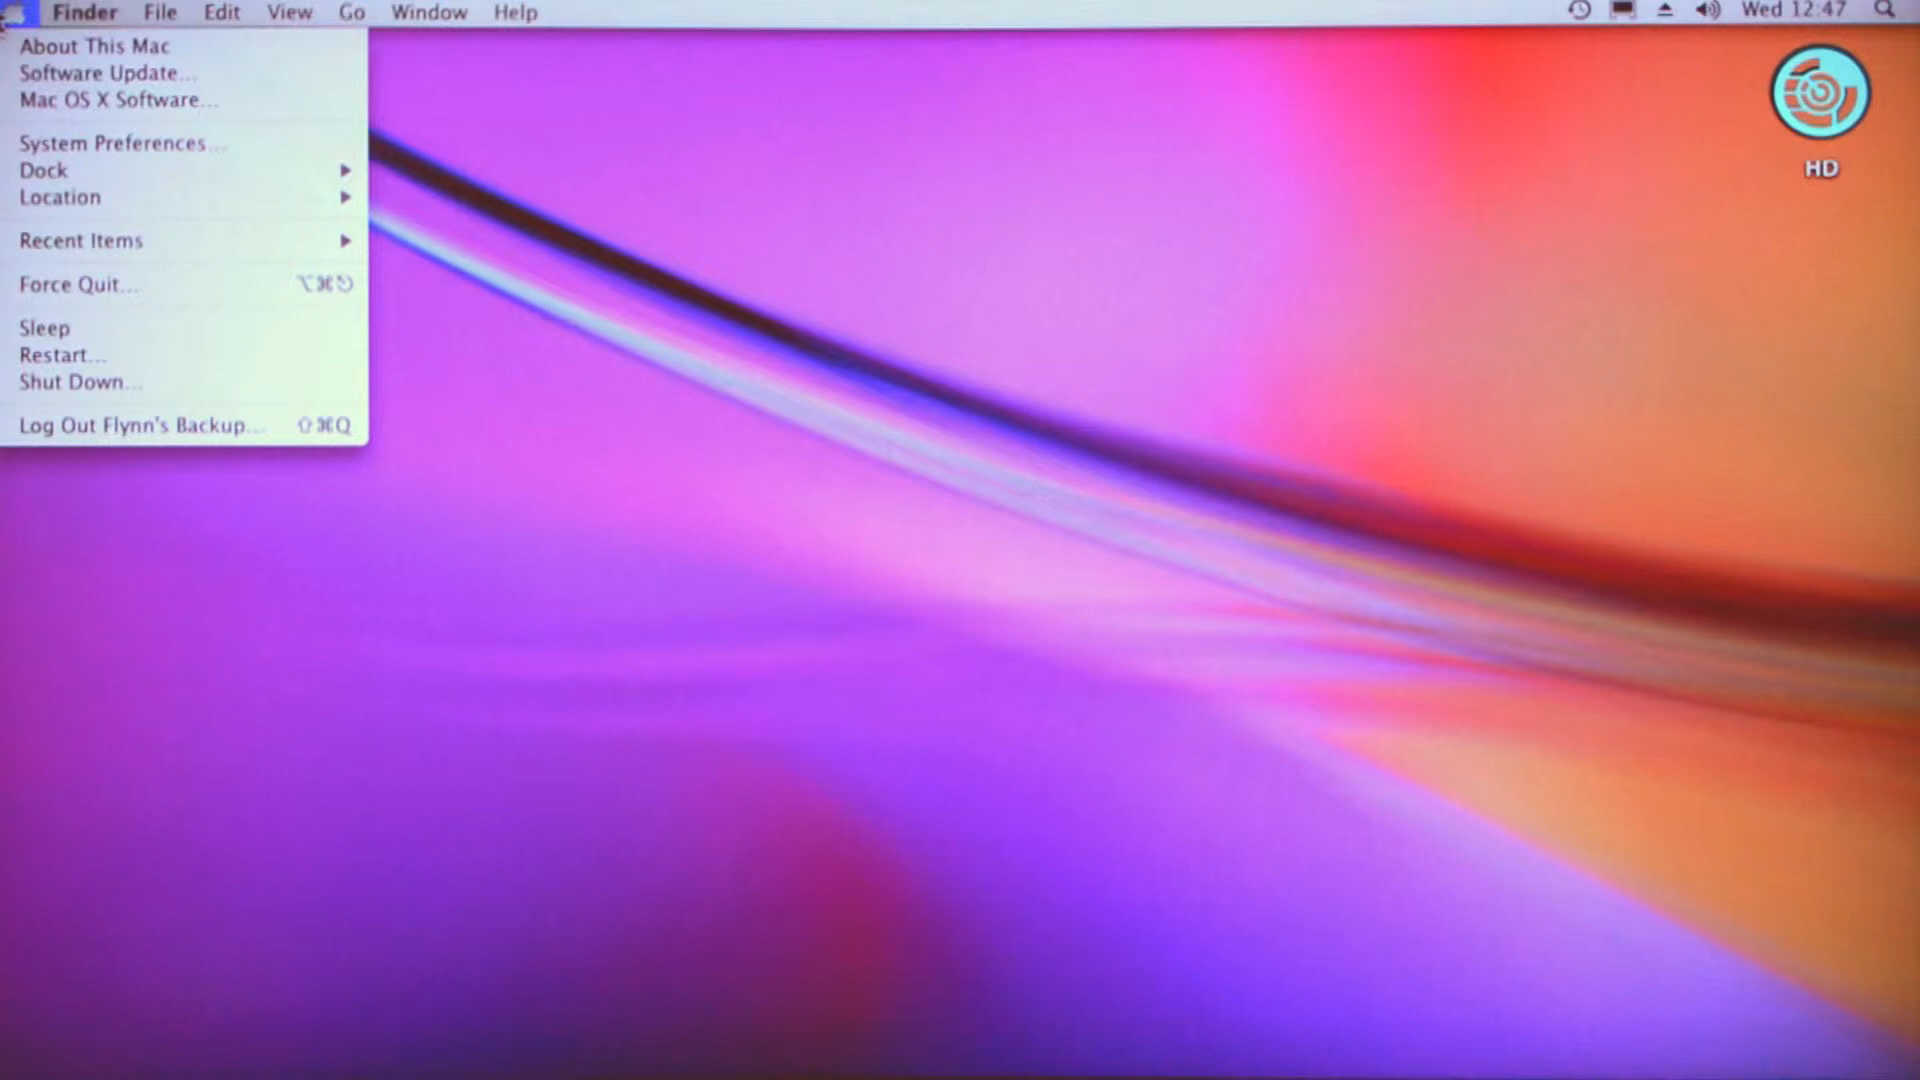 Finder File Edit View Go Window Help Wed 12:47
About This Mac
Software Update...
Mac OS X Software...
System Preferences...
Dock
Location
Recent Items
Force Quit... ⌥⌘⎋
Sleep
Restart...
Shut Down...
Log Out Flynn's Backup... ⇧⌘Q
HD